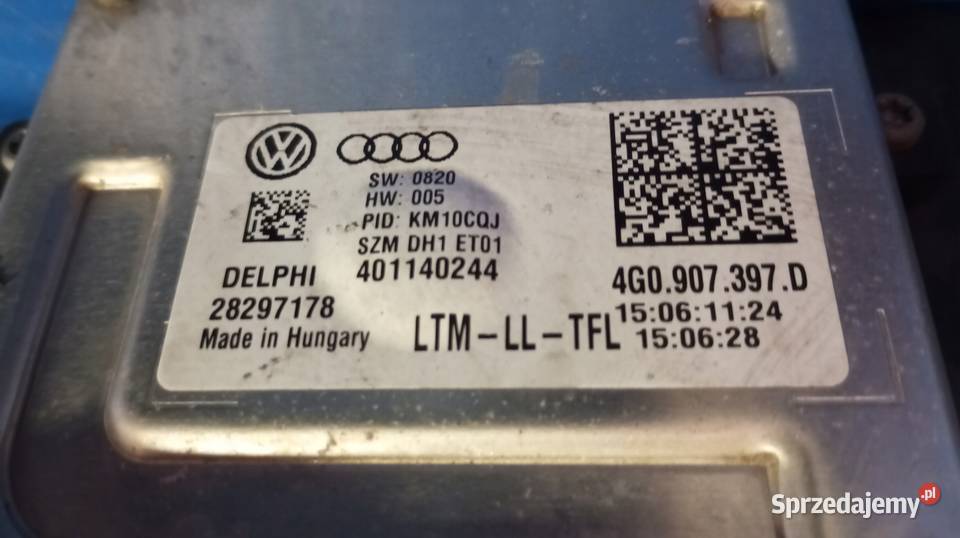 SW: 0820
HW: 005
PID: KM10CQJ
SZM DH1 ET01
DELPHI 401140244
28297178
Made in Hungary
LTM-LL-TFL
4G0.907.397.D
15:06:11:24
15:06:28
Sprzedajemy.pl